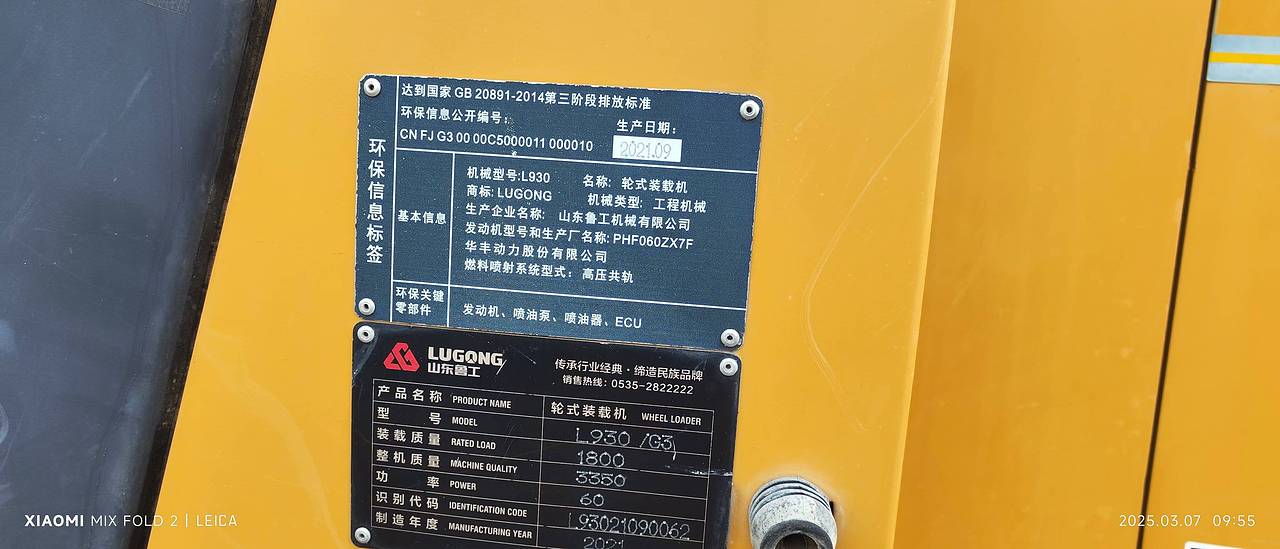 达到国家 GB 20891-2014第三阶段排放标准
环保信息公开编号:
CN FJ G3 00 00C5000011 000010
生产日期:
2021.09
环保信息标签
基本信息
机械型号:L930 名称: 轮式装载机
商标: LUGONG 机械类型: 工程机械
生产企业名称: 山东鲁工机械有限公司
发动机型号和生产厂名称: PHF060ZX7F
华丰动力股份有限公司
燃料喷射系统型式: 高压共轨
环保关键
零部件
发动机、喷油泵、喷油器、ECU
LUGONG
山东鲁工
传承行业经典·缔造民族品牌
销售热线: 0535-2822222
产品名称 PRODUCT NAME 轮式装载机 WHEEL LOADER
型号 MODEL L930 /G3
装载质量 RATED LOAD 1800
整机质量 MACHINE QUALITY 3350
功率 POWER 60
识别代码 IDENTIFICATION CODE L93021090062
制造年度 MANUFACTURING YEAR 2021
XIAOMI MIX FOLD 2 | LEICA
2025.03.07 09:55